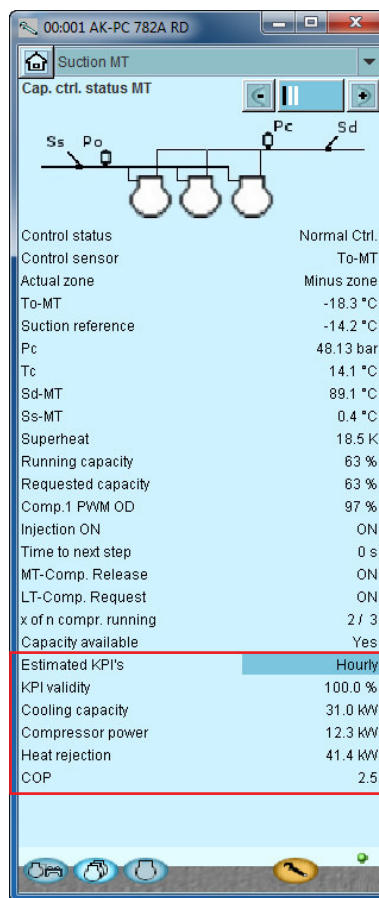 00:001 AK-PC 782A RD
Suction MT
Cap. ctrl. status MT
Pc Sd
Ss Po
Control status Normal Ctrl.
Control sensor To-MT
Actual zone Minus zone
To-MT -18.3 °C
Suction reference -14.2 °C
Pc 48.13 bar
Tc 14.1 °C
Sd-MT 89.1 °C
Ss-MT 0.4 °C
Superheat 18.5 K
Running capacity 63 %
Requested capacity 63 %
Comp.1 PWM OD 97 %
Injection ON ON
Time to next step 0 s
MT-Comp. Release ON
LT-Comp. Request ON
x of n compr. running 2 / 3
Capacity available Yes
Estimated KPI's Hourly
KPI validity 100.0 %
Cooling capacity 31.0 kW
Compressor power 12.3 kW
Heat rejection 41.4 kW
COP 2.5